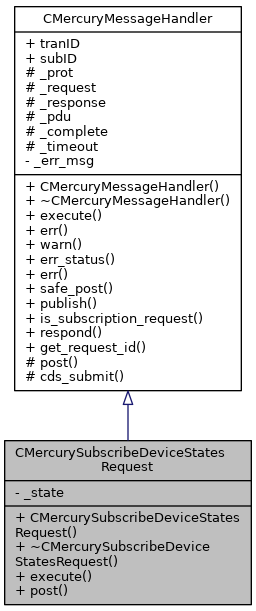 CMercuryMessageHandler
+ tranID
+ subID
# _prot
# _request
# _response
# _pdu
# _complete
# _timeout
- _err_msg
+ CMercuryMessageHandler()
+ ~CMercuryMessageHandler()
+ execute()
+ err()
+ warn()
+ err_status()
+ err()
+ safe_post()
+ publish()
+ is_subscription_request()
+ respond()
+ get_request_id()
# post()
# cds_submit()
CMercurySubscribeDeviceStates
Request
- _state
+ CMercurySubscribeDeviceStates
Request()
+ ~CMercurySubscribeDevice
StatesRequest()
+ execute()
+ post()